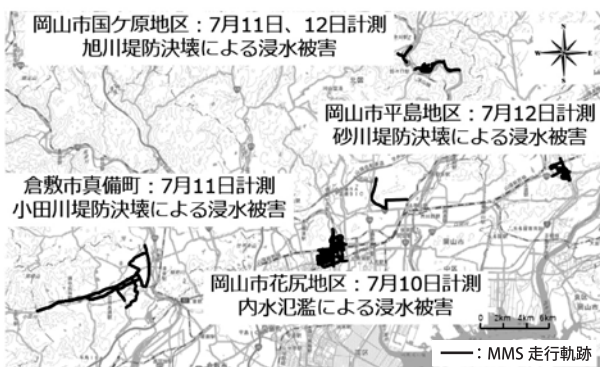 岡山市国ケ原地区：7月11日、12日計測
旭川堤防決壊による浸水被害
岡山市平島地区：7月12日計測
砂川堤防決壊による浸水被害
倉敷市真備町：7月11日計測
小田川堤防決壊による浸水被害
岡山市花尻地区：7月10日計測
内水氾濫による浸水被害
0 2km 4km 6km
：MMS 走行軌跡